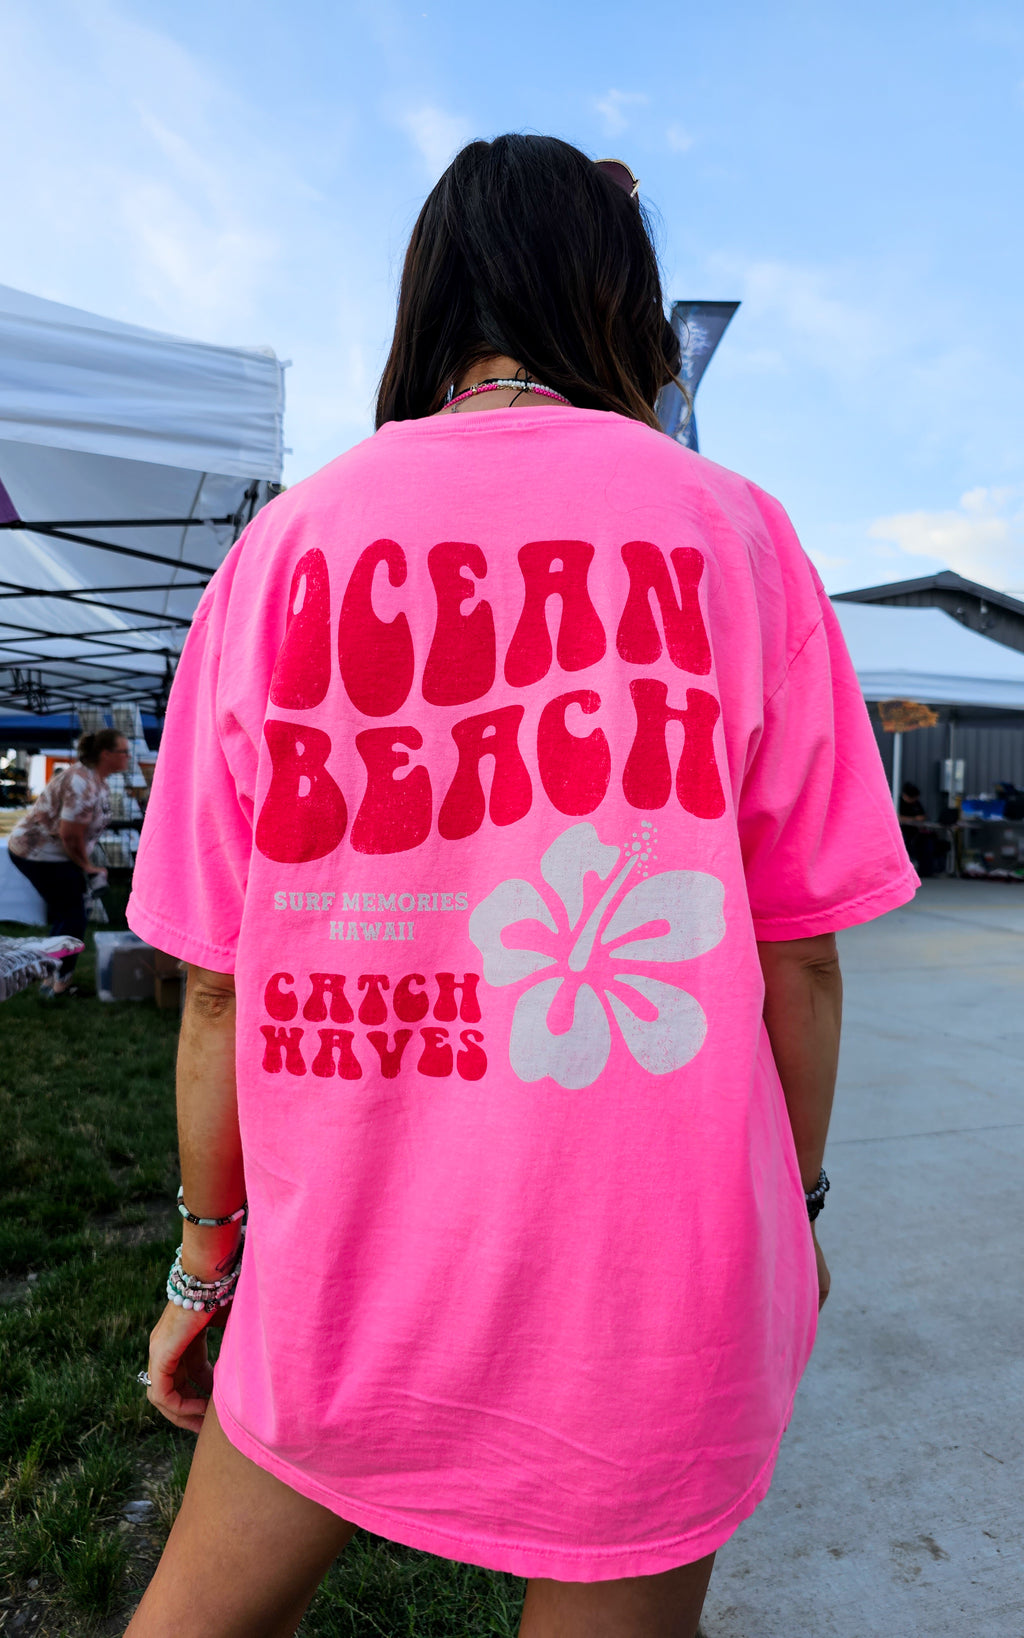 OCEAN
BEACH
SURF MEMORIES
HAWAII
CATCH
WAVES